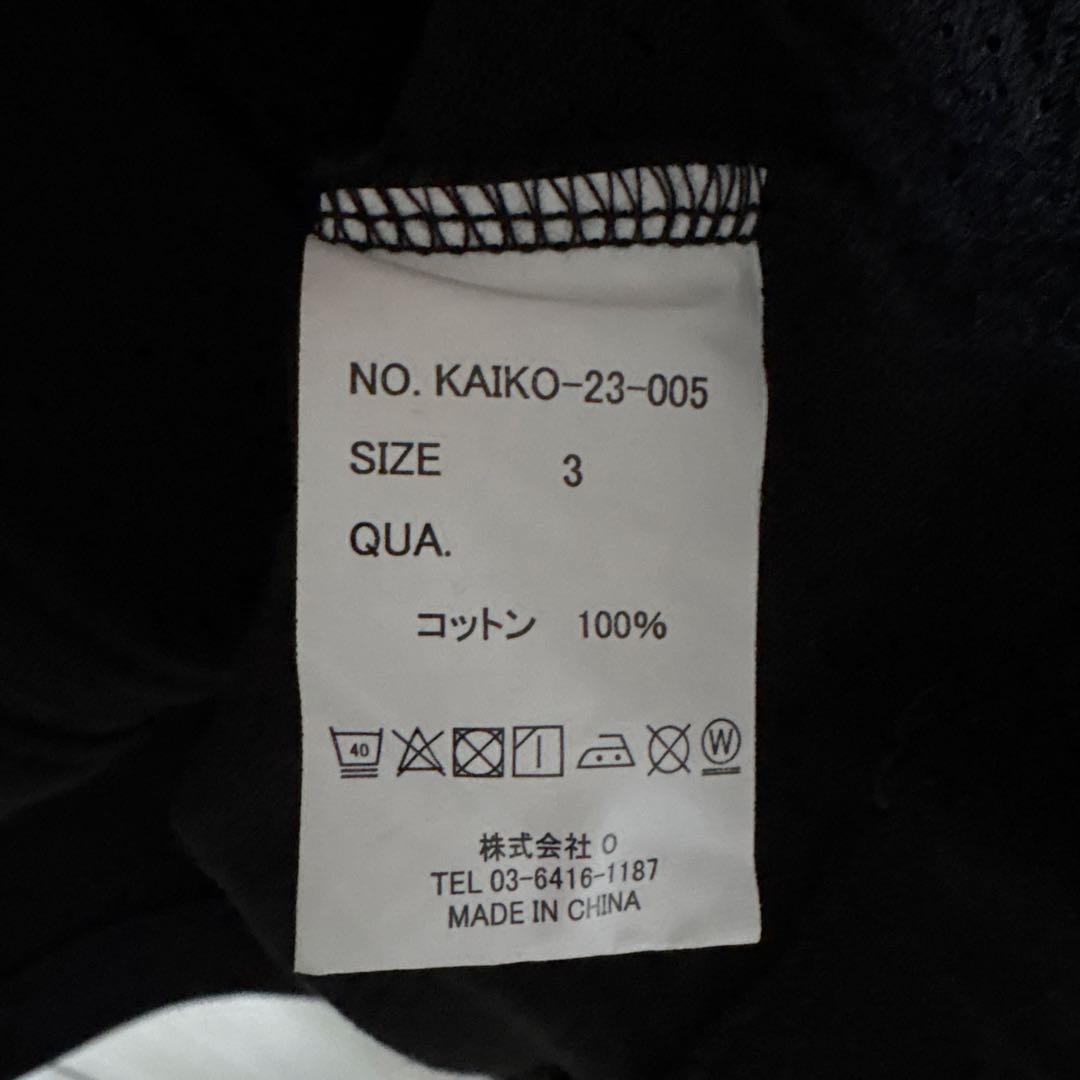 NO. KAIKO-23-005
SIZE 3
QUA.
コットン 100%
40 W
株式会社 O
TEL 03-6416-1187
MADE IN CHINA